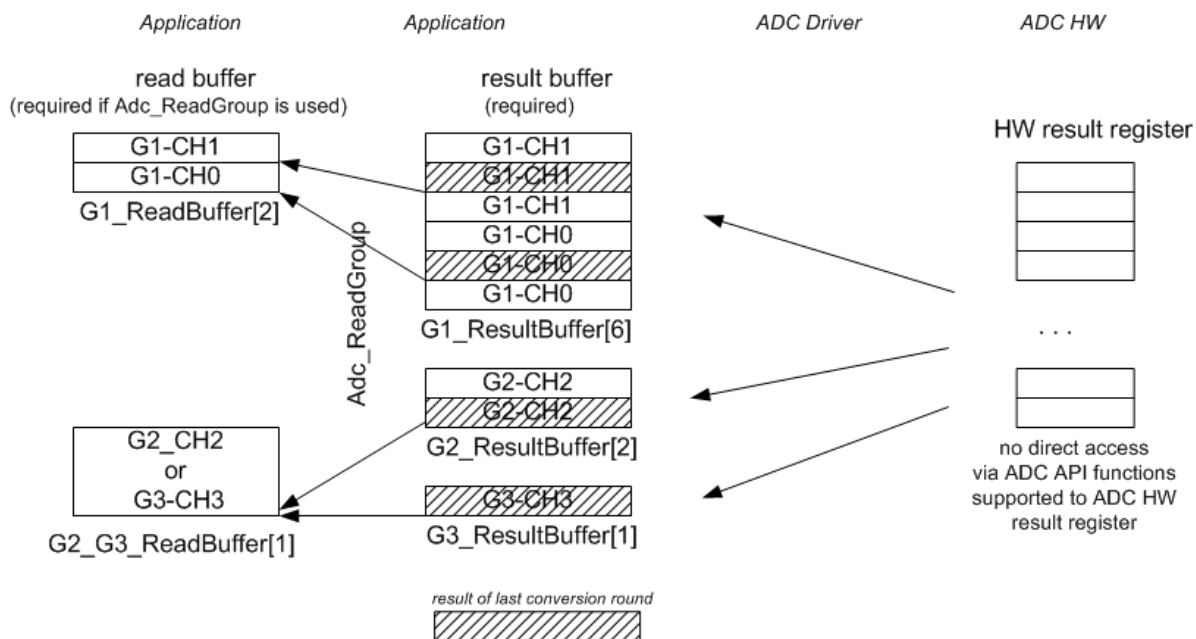 Application
Application
ADC Driver
ADC HW
read buffer
(required if Adc_ReadGroup is used)
G1-CH1
G1-CH0
G1_ReadBuffer[2]
Adc_ReadGroup
G2_CH2
or
G3-CH3
G2_G3_ReadBuffer[1]
result buffer
(required)
G1-CH1
G1-CH1
G1-CH1
G1-CH0
G1-CH0
G1-CH0
G1_ResultBuffer[6]
G2-CH2
G2-CH2
G2_ResultBuffer[2]
G3-CH3
G3_ResultBuffer[1]
result of last conversion round
HW result register
. . .
no direct access
via ADC API functions
supported to ADC HW
result register